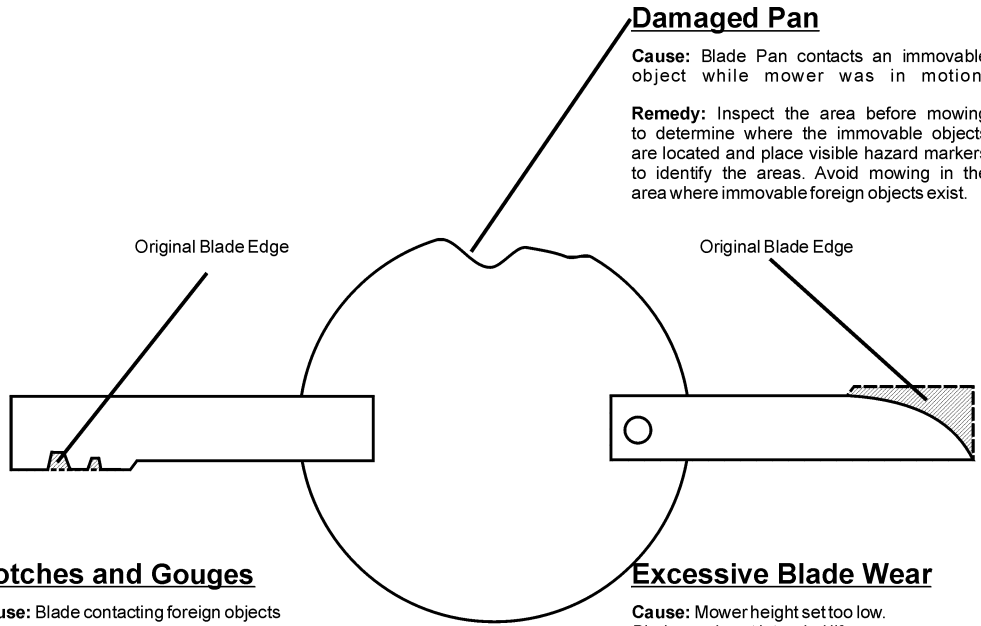 Damaged Pan
Cause: Blade Pan contacts an immovable
object while mower was in motion
Remedy: Inspect the area before mowing
to determine where the immovable objects
are located and place visible hazard markers
to identify the areas. Avoid mowing in the
area where immovable foreign objects exist.
Original Blade Edge
Original Blade Edge
otches and Gouges
use: Blade contacting foreign objects
Excessive Blade Wear
Cause: Mower height set too low.